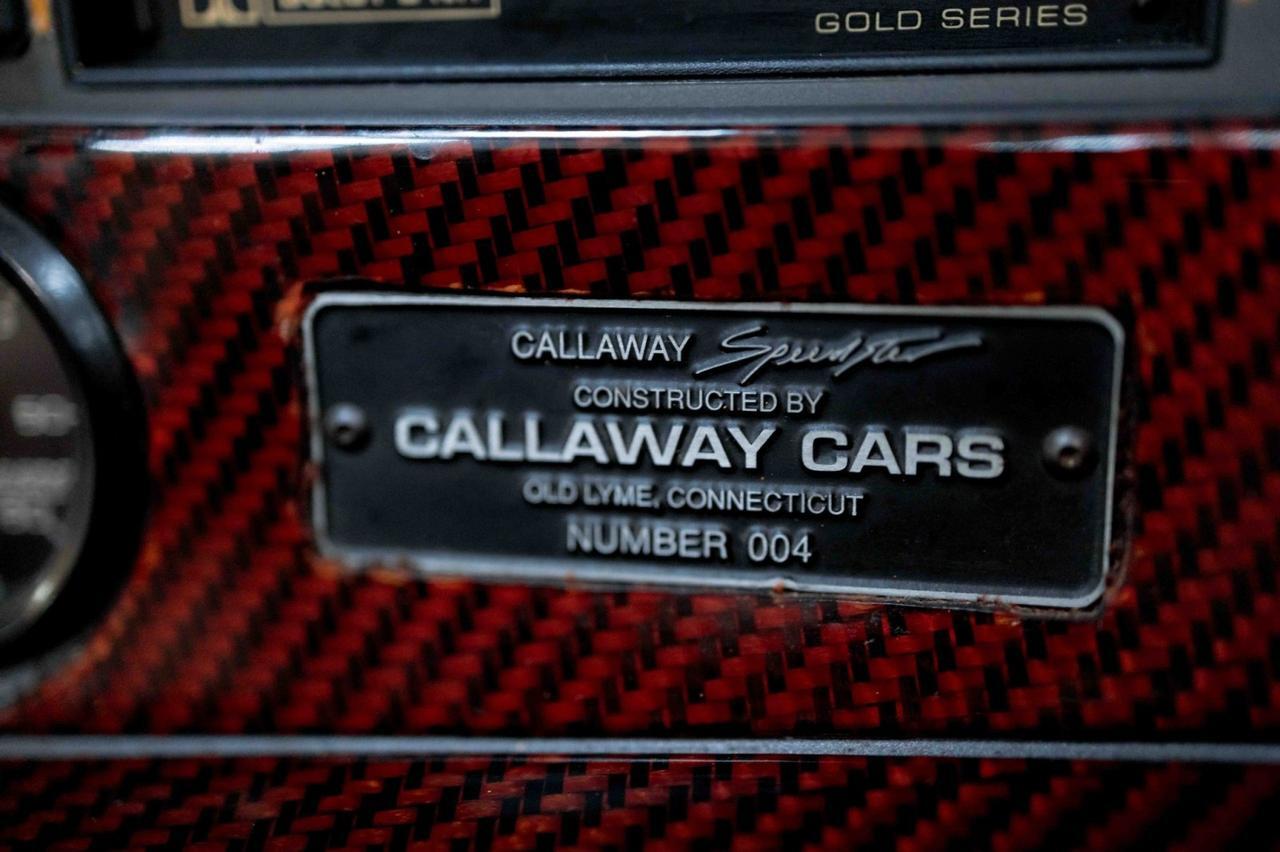 GOLD SERIES
CALLAWAY Speedster
CONSTRUCTED BY
CALLAWAY CARS
OLD LYME, CONNECTICUT
NUMBER 004